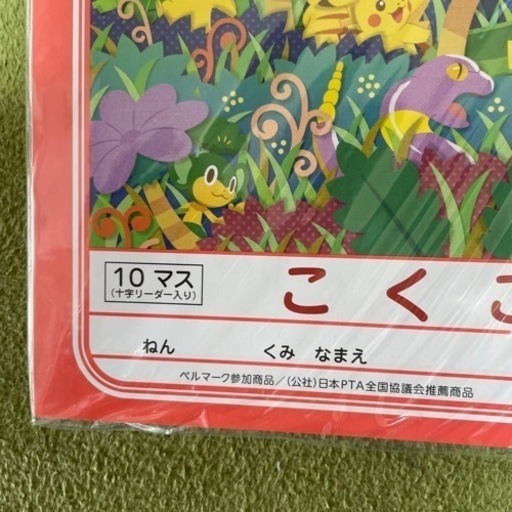 10 マス
(十字リーダー入り)
こくご
ねん くみ なまえ
ベルマーク参加商品／(公社)日本PTA全国協議会推薦商品